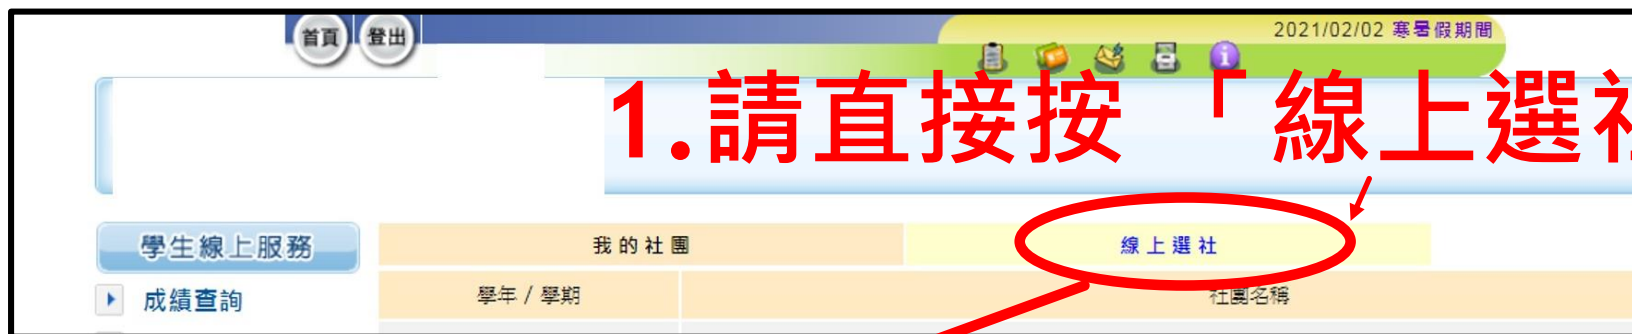 首頁 登出 2021/02/02 寒暑假期間
1.請直接按「線上選
學生線上服務 我的社團 線上選社
成績查詢 學年 / 學期 社團名稱